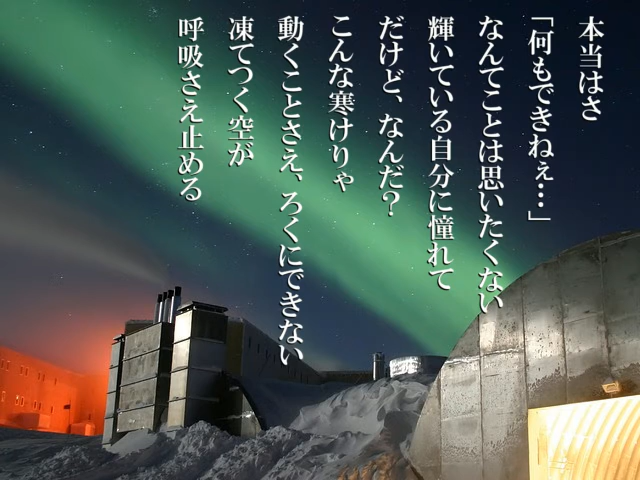 本当はさ
「何もできねぇ…」
なんてことは思いたくない
輝いている自分に憧れて
だけど、なんだ？
こんな寒けりゃ
動くことさえ、ろくにできない
凍てつく空が
呼吸さえ止める